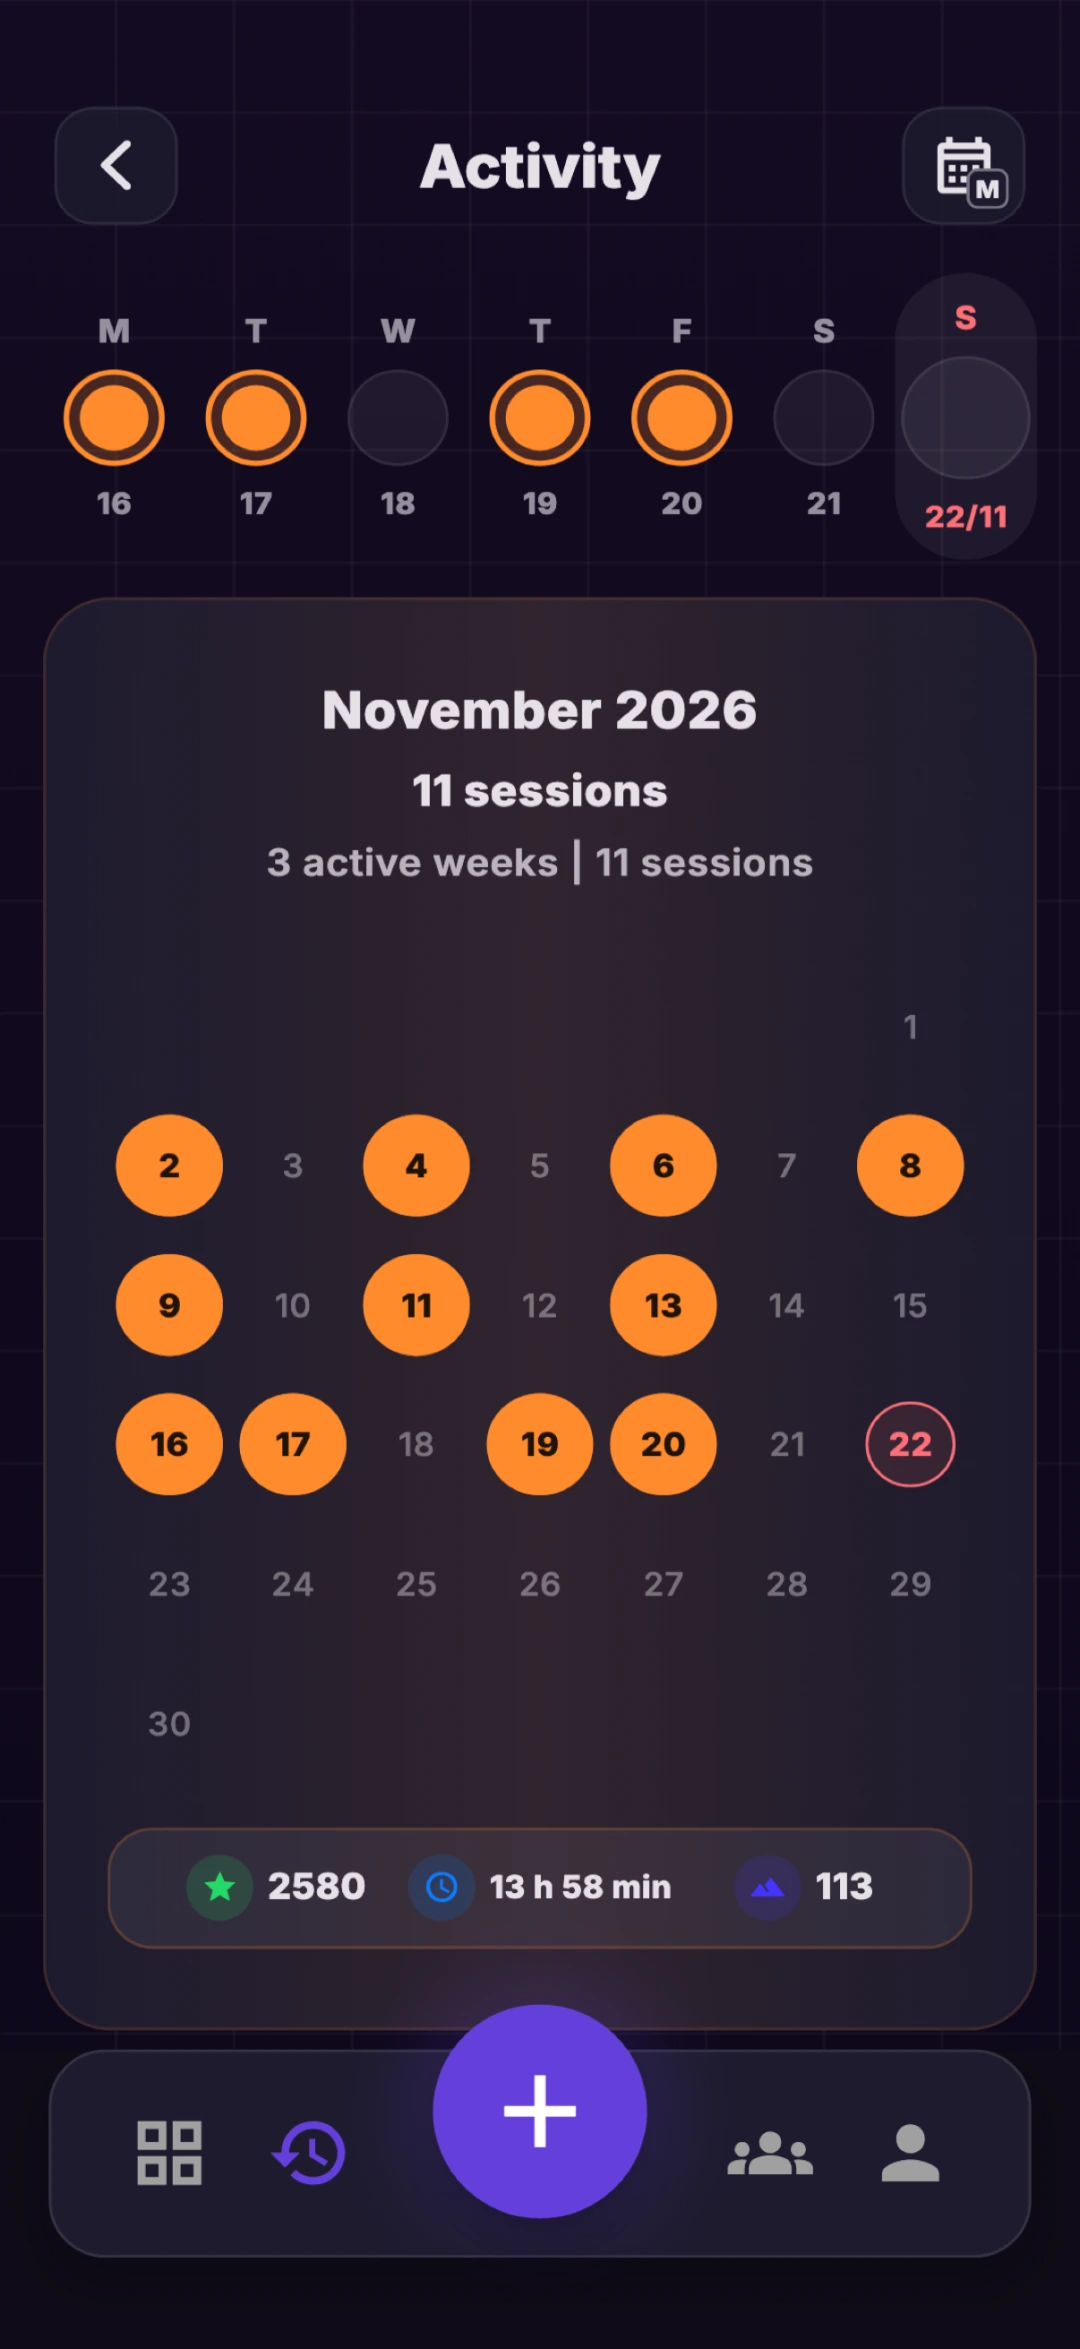 Activity
M
M T W T F S S
16 17 18 19 20 21 22/11
November 2026
11 sessions
3 active weeks | 11 sessions
1
2 3 4 5 6 7 8
9 10 11 12 13 14 15
16 17 18 19 20 21 22
23 24 25 26 27 28 29
30
2580 13 h 58 min 113